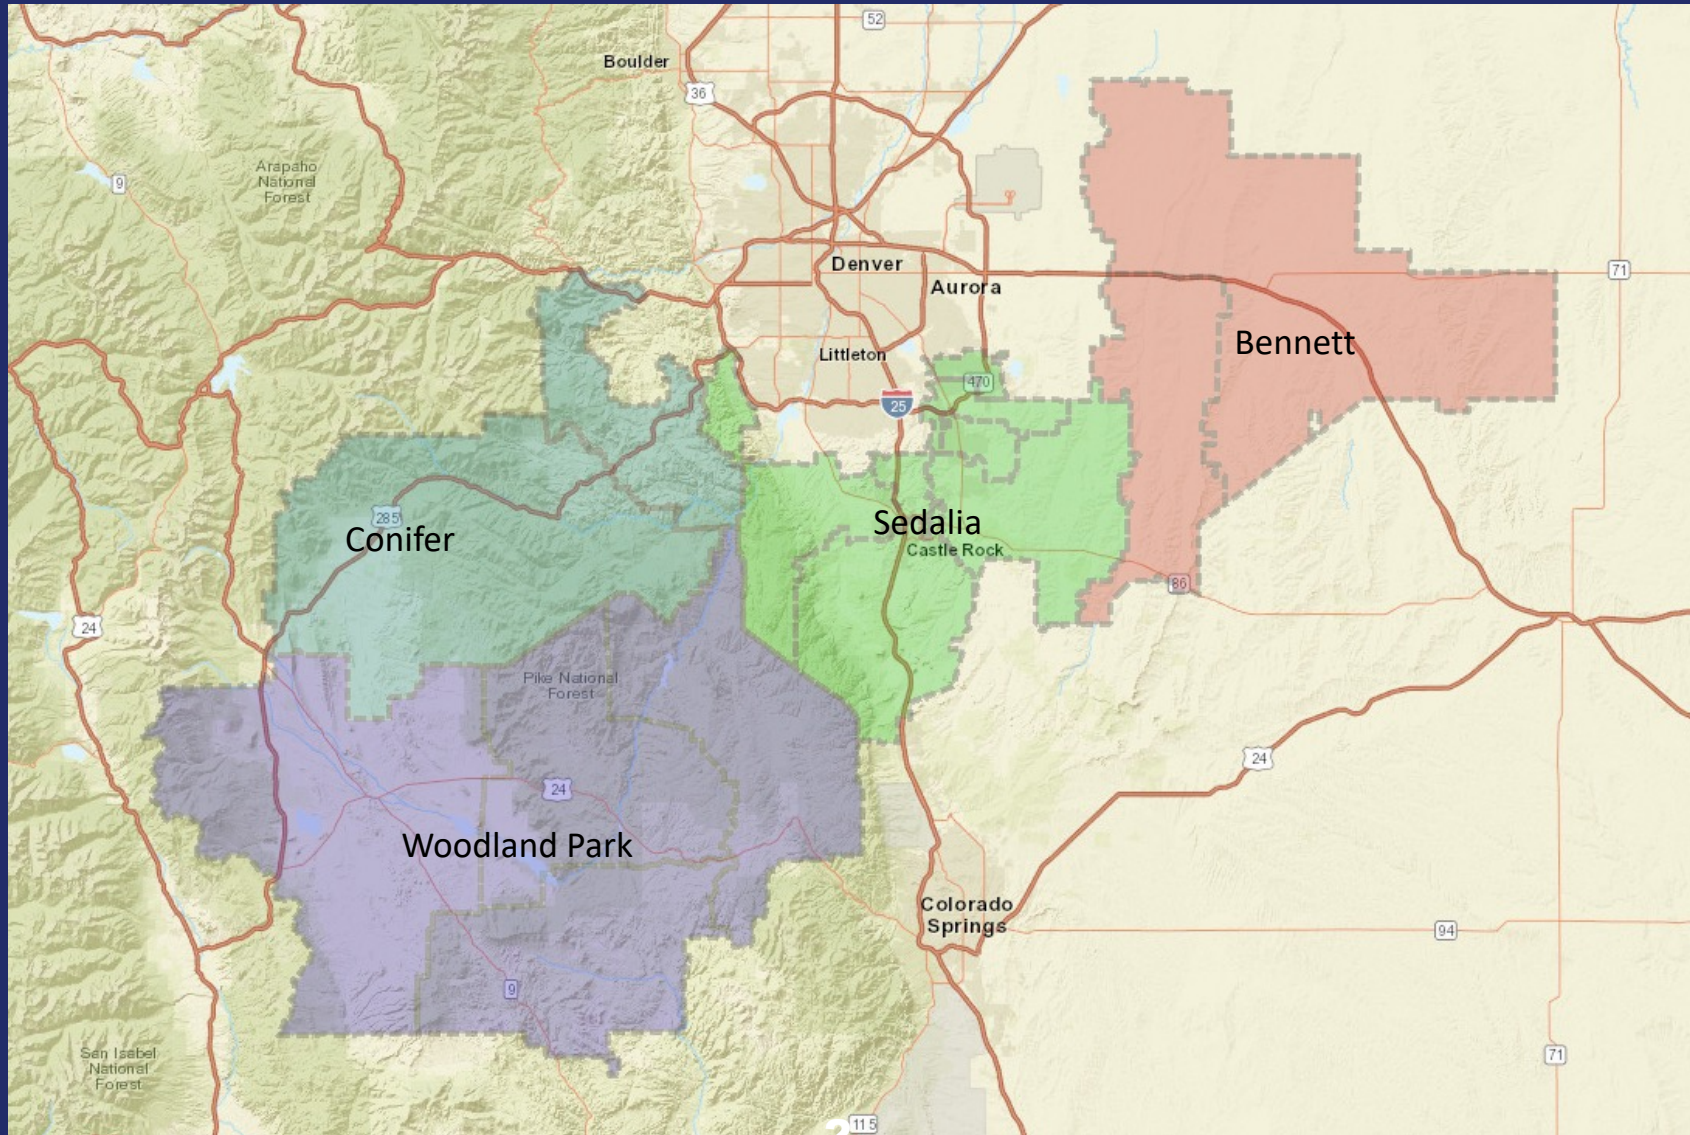 52
Boulder
36
Arapaho
National
Forest
9
Denver
71
Aurora
Bennett
Littleton
470
25
285
Conifer
Sedalia
Castle Rock
86
24
Pike National
Forest
24
24
Woodland Park
Colorado
Springs
94
9
San Isabel
National
Forest
71
115